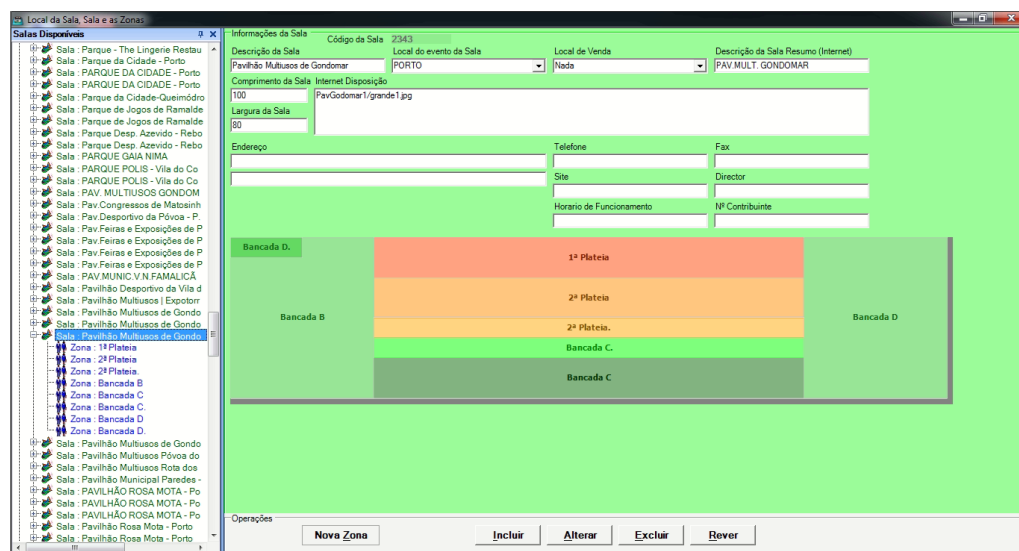 Local da Sala, Sala e as Zonas
Salas Disponíveis
Sala : Parque - The Lingerie Restau
Sala : Parque da Cidade - Porto
Sala : PARQUE DA CIDADE - Porto
Sala : PARQUE DA CIDADE - Porto
Sala : Parque da Cidade-Queimódro
Sala : Parque de Jogos de Ramalde
Sala : Parque de Jogos de Ramalde
Sala : Parque Desp. Azevido - Rebo
Sala : Parque Desp. Azevido - Rebo
Sala : PARQUE GAIA NIMA
Sala : PARQUE POLIS - Vila do Co
Sala : PARQUE POLIS - Vila do Co
Sala : PAV. MULTIUSOS GONDOM
Sala : Pav.Congressos de Matosinh
Sala : Pav.Desportivo da Póvoa - P.
Sala : Pav.Feiras e Exposições de P
Sala : Pav.Feiras e Exposições de P
Sala : Pav.Feiras e Exposições de P
Sala : Pav.Feiras e Exposições de P
Sala : PAV.MUNIC.V.N.FAMALICÃ
Sala : Pavilhão Desportivo da Vila d
Sala : Pavilhão Multiusos | Expotorr
Sala : Pavilhão Multiusos de Gondo
Sala : Pavilhão Multiusos de Gondo
Sala : Pavilhão Multiusos de Gondo
Zona : 1ª Plateia
Zona : 2ª Plateia
Zona : 2ª Plateia.
Zona : Bancada B
Zona : Bancada C
Zona : Bancada C.
Zona : Bancada D
Zona : Bancada D.
Sala : Pavilhão Multiusos de Gondo
Sala : Pavilhão Multiusos Póvoa do
Sala : Pavilhão Multiusos Rota dos
Sala : Pavilhão Municipal Paredes -
Sala : PAVILHÃO ROSA MOTA - Po
Sala : PAVILHÃO ROSA MOTA - Po
Sala : PAVILHÃO ROSA MOTA - Po
Sala : Pavilhão Rosa Mota - Porto
Sala : Pavilhão Rosa Mota - Porto
Informações da Sala
Código da Sala 2343
Descrição da Sala Local do evento da Sala Local de Venda Descrição da Sala Resumo (Internet)
Pavilhão Multiusos de Gondomar PORTO Nada PAV.MULT. GONDOMAR
Comprimento da Sala Internet Disposição
100 PavGodomar1/grande1.jpg
Largura da Sala
80
Endereço Telefone Fax
Site Director
Horario de Funcionamento Nº Contribuinte
Bancada D.
1ª Plateia
2ª Plateia
Bancada B Bancada D
2ª Plateia.
Bancada C.
Bancada C
Operações
Nova Zona Incluir Alterar Excluir Rever